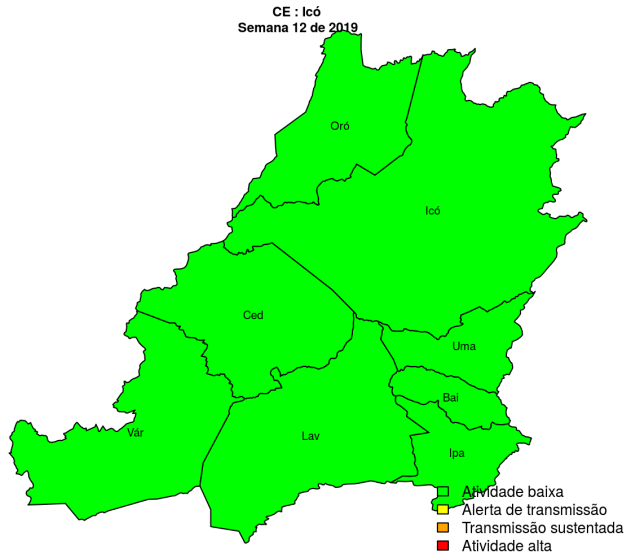 CE : Icó
Semana 12 de 2019
Oró
Icó
Ced
Uma
Bai
Vár
Lav
Ipa
Atividade baixa
Alerta de transmissão
Transmissão sustentada
Atividade alta